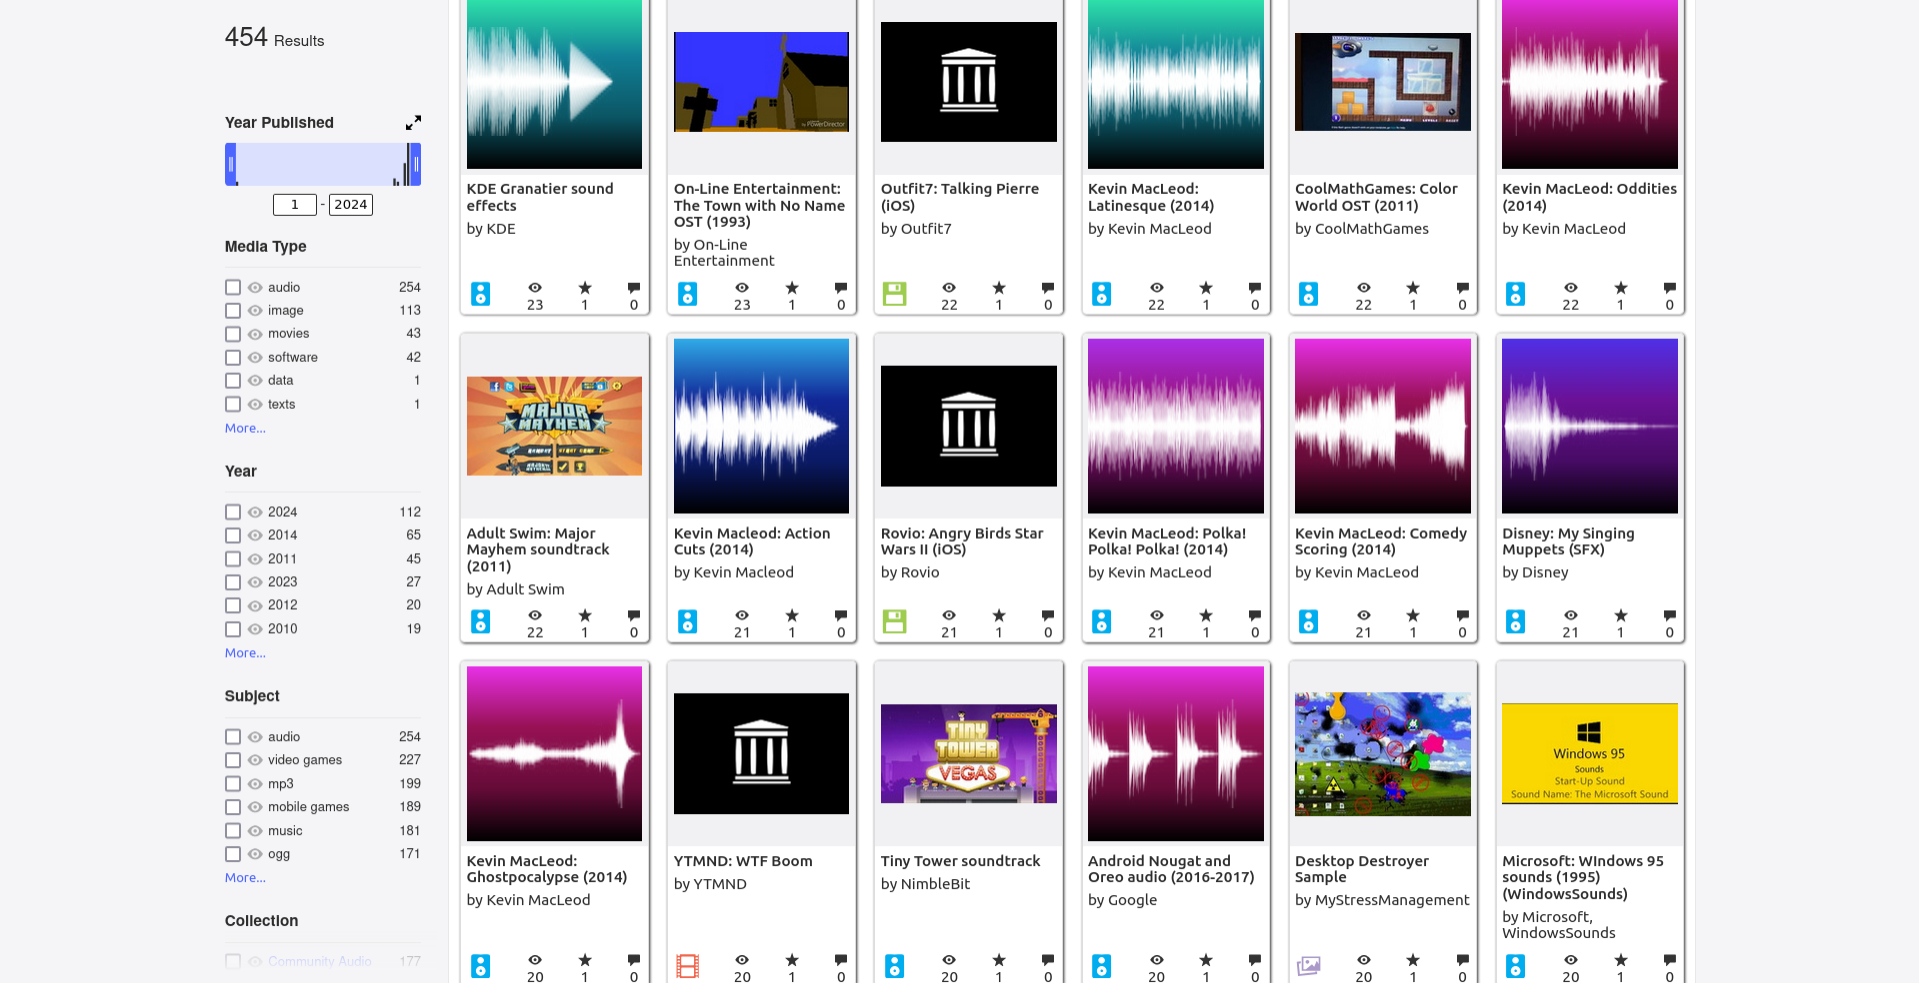 454 Results
Year Published
1 - 2024
Media Type
audio 254
image 113
movies 43
software 42
data 1
texts 1
More...
Year
2024 112
2014 65
2011 45
2023 27
2012 20
2010 19
More...
Subject
audio 254
video games 227
mp3 199
mobile games 189
music 181
ogg 171
More...
Collection
Community Audio 177
KDE Granatier sound
effects
by KDE
23 1 0
by PowerDirector
On-Line Entertainment:
The Town with No Name
OST (1993)
by On-Line
Entertainment
23 1 0
Outfit7: Talking Pierre
(iOS)
by Outfit7
22 1 0
Kevin MacLeod:
Latinesque (2014)
by Kevin MacLeod
22 1 0
CoolMathGames: Color
World OST (2011)
by CoolMathGames
22 1 0
Kevin MacLeod: Oddities
(2014)
by Kevin MacLeod
22 1 0
MAJOR
MAYHEM
Adult Swim: Major
Mayhem soundtrack
(2011)
by Adult Swim
22 1 0
Kevin Macleod: Action
Cuts (2014)
by Kevin Macleod
21 1 0
Rovio: Angry Birds Star
Wars II (iOS)
by Rovio
21 1 0
Kevin MacLeod: Polka!
Polka! Polka! (2014)
by Kevin MacLeod
21 1 0
Kevin MacLeod: Comedy
Scoring (2014)
by Kevin MacLeod
21 1 0
Disney: My Singing
Muppets (SFX)
by Disney
21 1 0
Kevin MacLeod:
Ghostpocalypse (2014)
by Kevin MacLeod
20 1 0
YTMND: WTF Boom
by YTMND
20 1 0
TINY
TOWER
VEGAS
Tiny Tower soundtrack
by NimbleBit
20 1 0
Android Nougat and
Oreo audio (2016-2017)
by Google
20 1 0
Desktop Destroyer
Sample
by MyStressManagement
20 1 0
Windows 95
Sounds
Start-Up Sound
Sound Name: The Microsoft Sound
Microsoft: WIndows 95
sounds (1995)
(WindowsSounds)
by Microsoft,
WindowsSounds
20 1 0